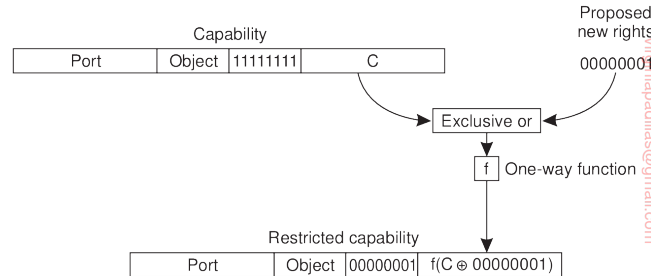 Capability
Proposed
new rights
Port Object 11111111 C
00000001
Exclusive or
f One-way function
Restricted capability
Port Object 00000001 f(C ⊕ 00000001)